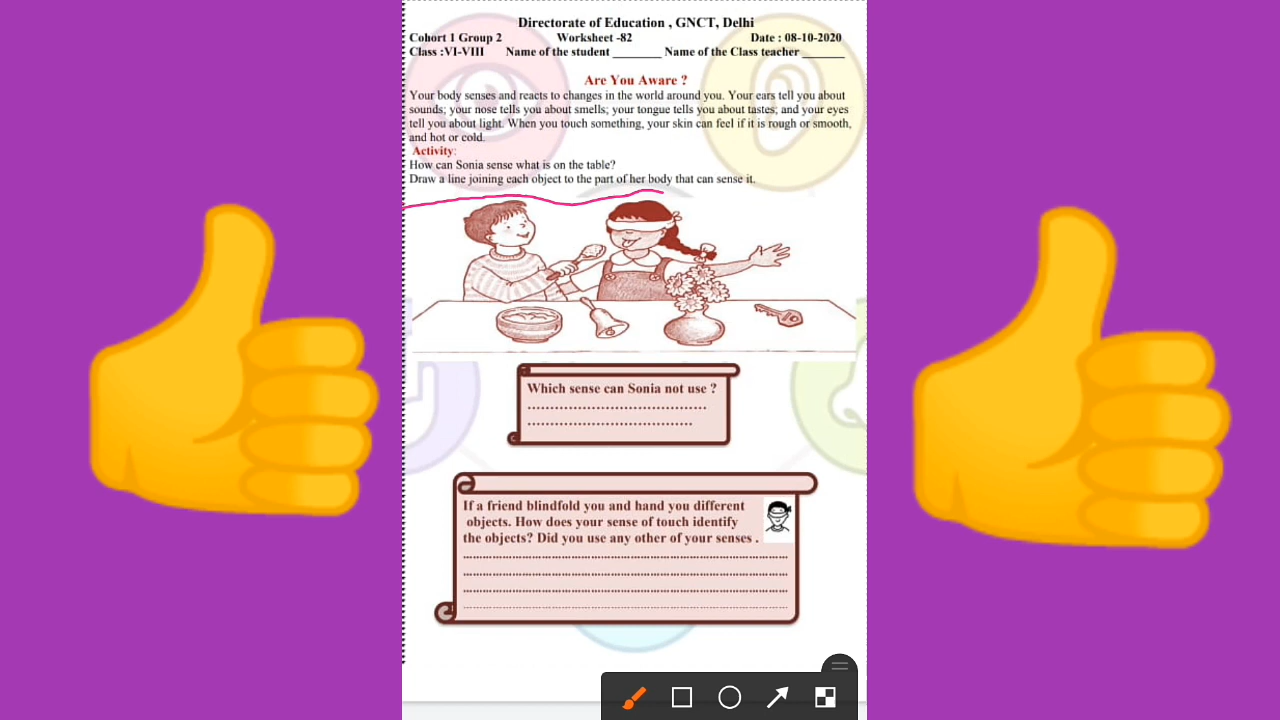 Directorate of Education , GNCT, Delhi
Cohort 1 Group 2 Worksheet -82 Date : 08-10-2020
Class :VI-VIII Name of the student ________ Name of the Class teacher _______
Are You Aware ?
Your body senses and reacts to changes in the world around you. Your ears tell you about
sounds; your nose tells you about smells; your tongue tells you about tastes; and your eyes
tell you about light. When you touch something, your skin can feel if it is rough or smooth,
and hot or cold.
Activity:
How can Sonia sense what is on the table?
Draw a line joining each object to the part of her body that can sense it.
Which sense can Sonia not use ?
If a friend blindfold you and hand you different
objects. How does your sense of touch identify
the objects? Did you use any other of your senses .